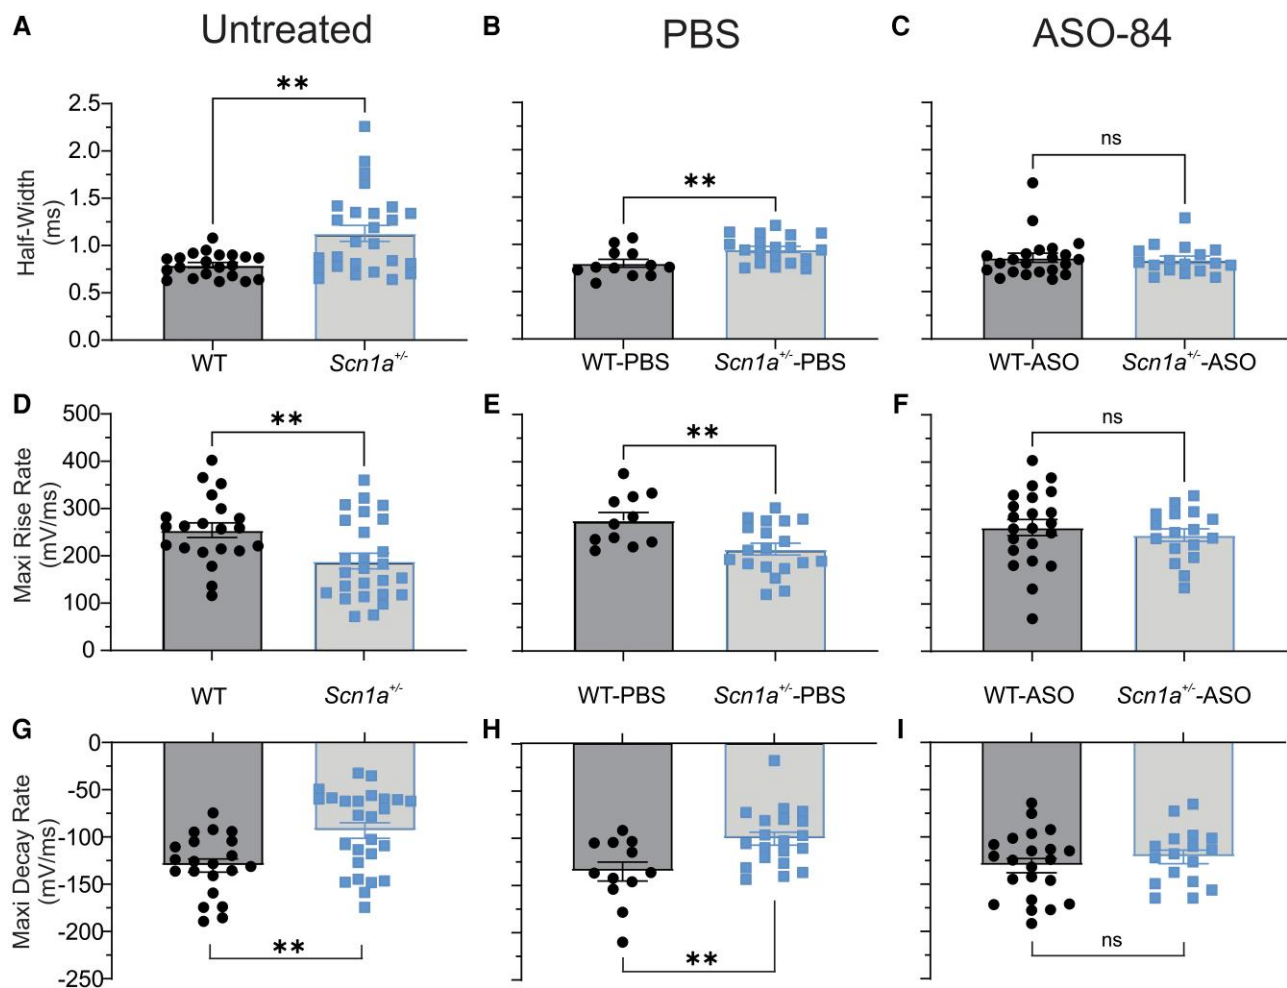 A Untreated B PBS C ASO-84
Half-Width
(ms)
2.5
2.0
1.5
1.0
0.5
0.0
** ** ns
WT Scn1a+/- WT-PBS Scn1a+/--PBS WT-ASO Scn1a+/--ASO
D E F
Maxi Rise Rate
(mV/ms)
500
400
300
200
100
0
** ** ns
WT Scn1a+/- WT-PBS Scn1a+/--PBS WT-ASO Scn1a+/--ASO
G H I
Maxi Decay Rate
(mV/ms)
0
-50
-100
-150
-200
-250
** ** ns